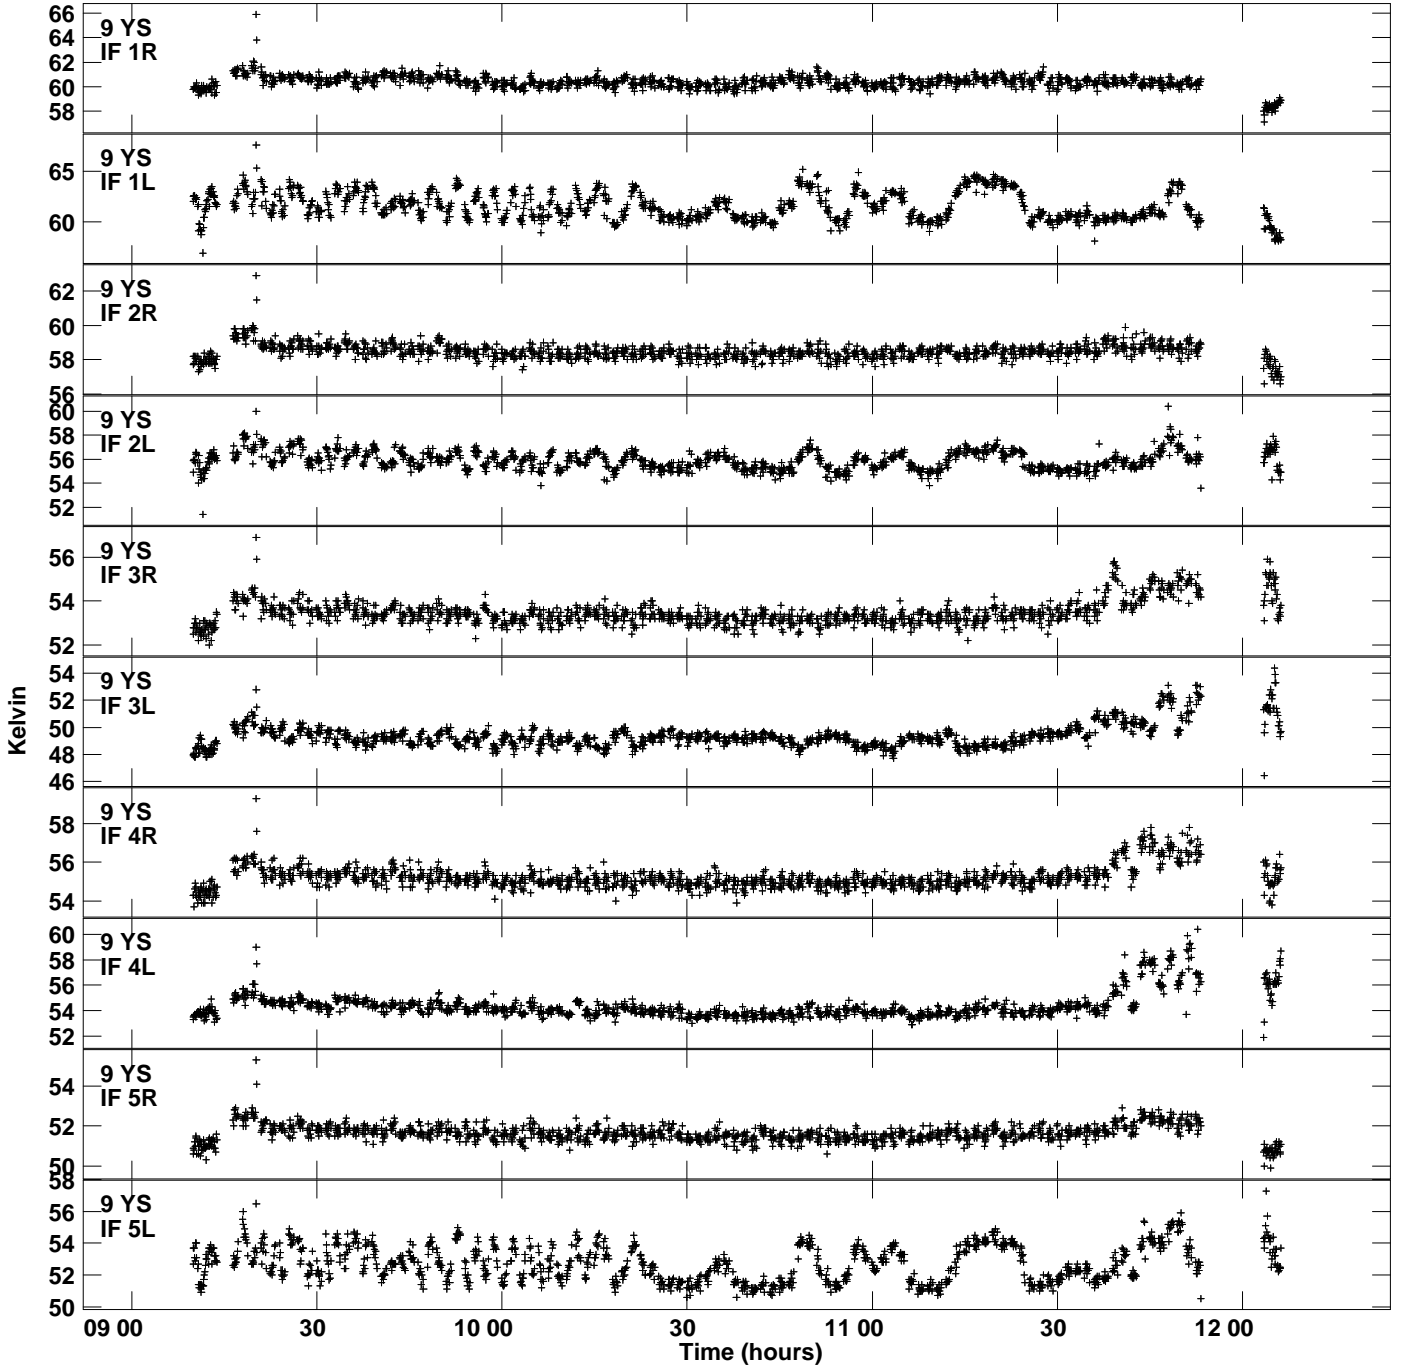 66
64
62
60
58
9 YS
IF 1R
65
60
9 YS
IF 1L
62
60
58
56
9 YS
IF 2R
60
58
56
54
52
9 YS
IF 2L
56
54
52
9 YS
IF 3R
54
52
50
48
46
9 YS
IF 3L
58
56
54
9 YS
IF 4R
60
58
56
54
52
9 YS
IF 4L
54
52
50
9 YS
IF 5R
58
56
54
52
50
9 YS
IF 5L
Kelvin
09 00 30 10 00 30 11 00 30 12 00
Time (hours)